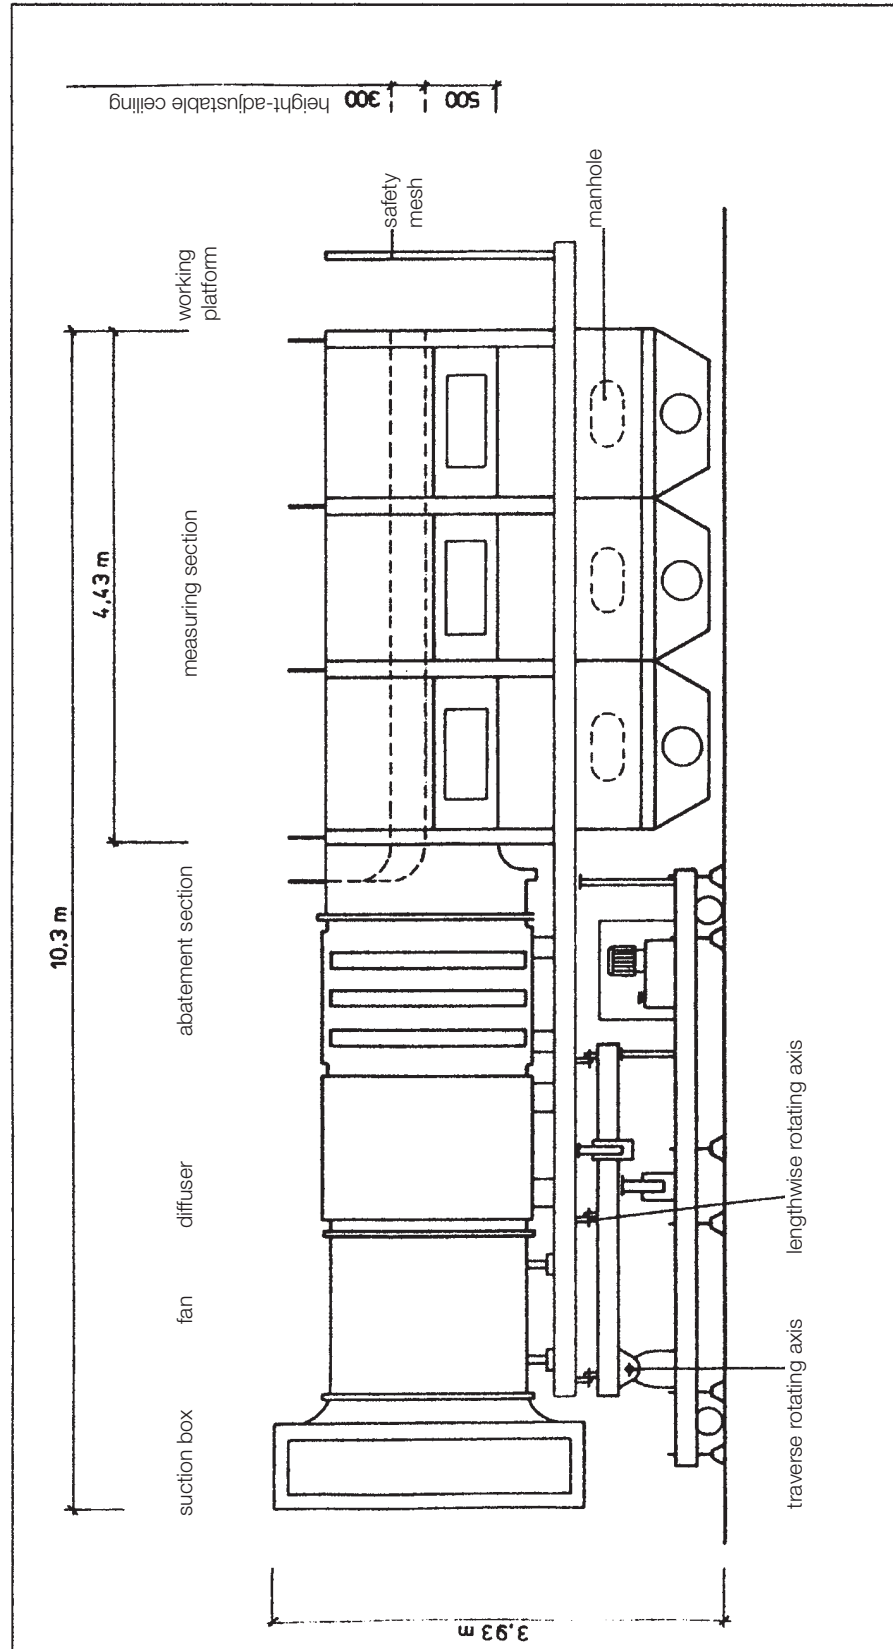 10,3 m
4,43 m
suction box
fan
diffuser
abatement section
measuring section
working
platform
safety
mesh
manhole
height-adjustable ceiling
300
500
3,93 m
traverse rotating axis
lengthwise rotating axis